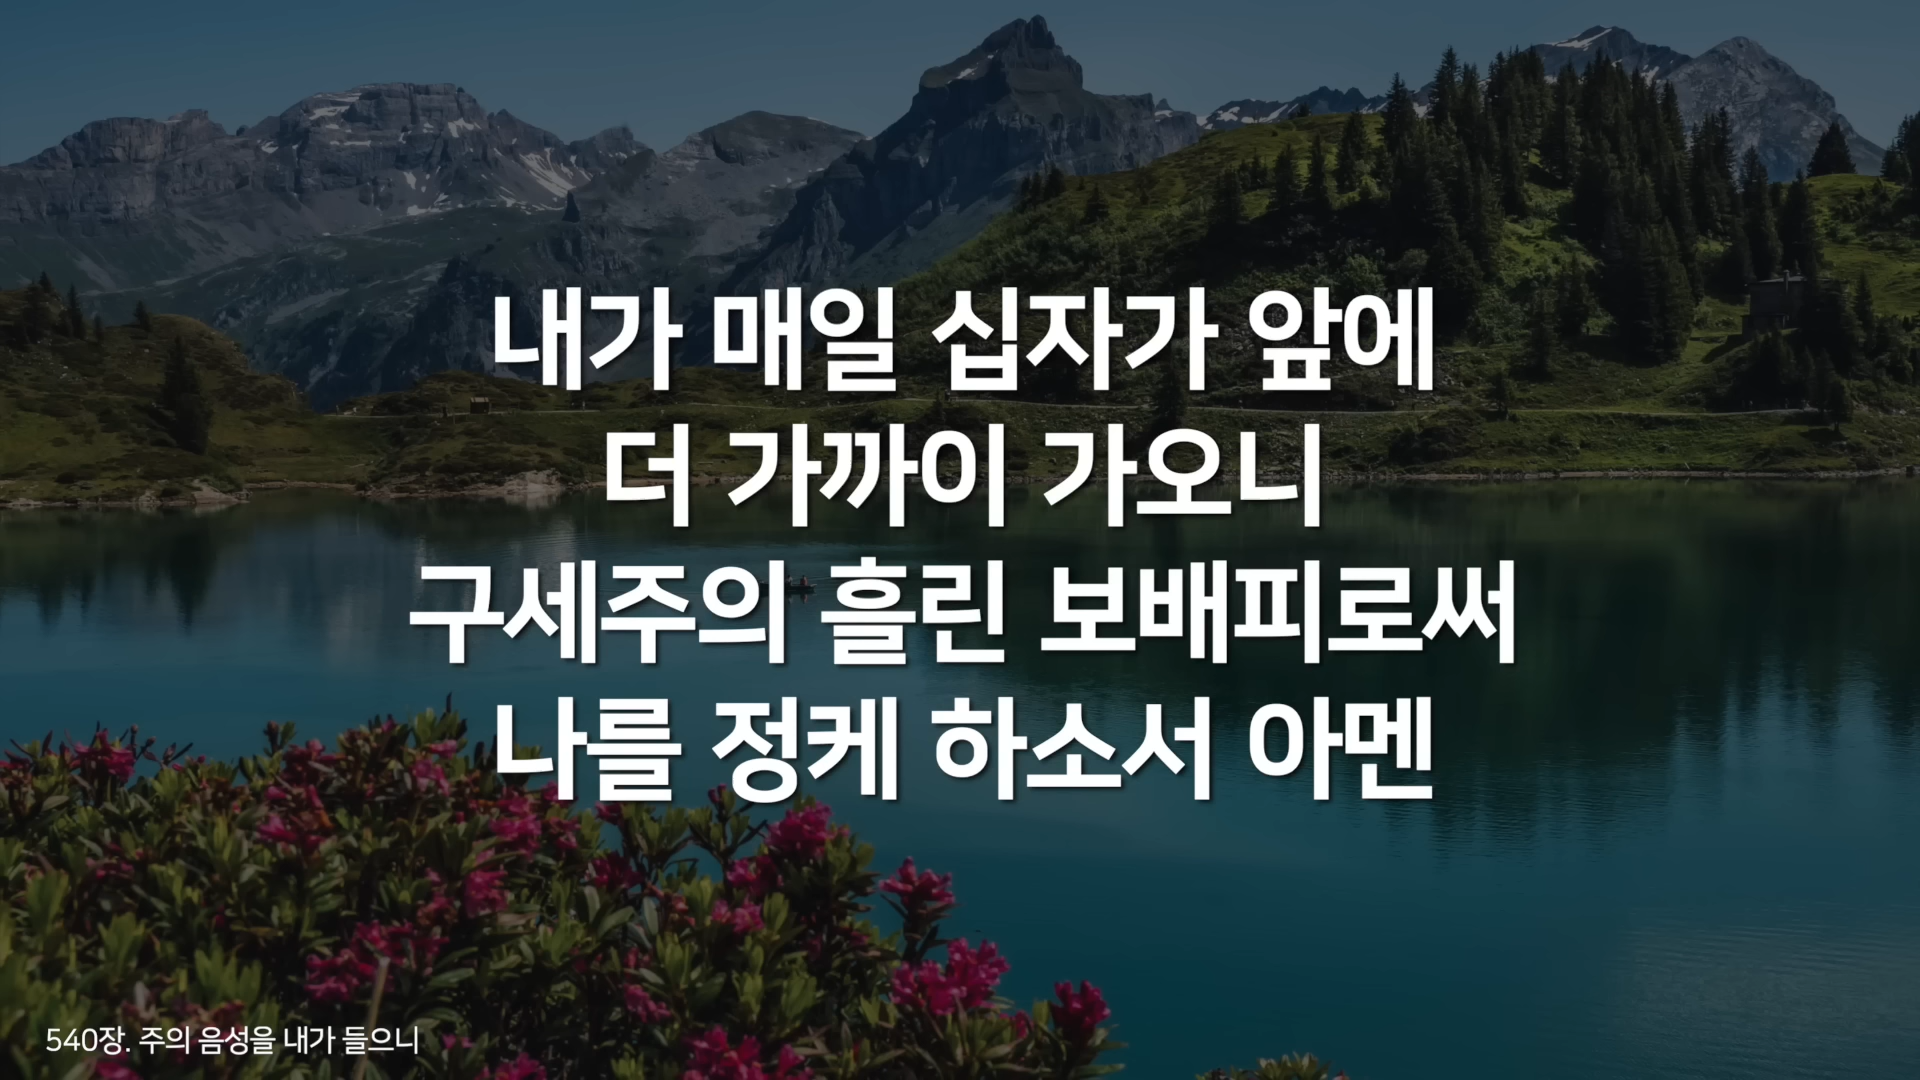 내가 매일 십자가 앞에
더 가까이 가오니
구세주의 흘린 보배피로써
나를 정케 하소서 아멘
540장. 주의 음성을 내가 들으니